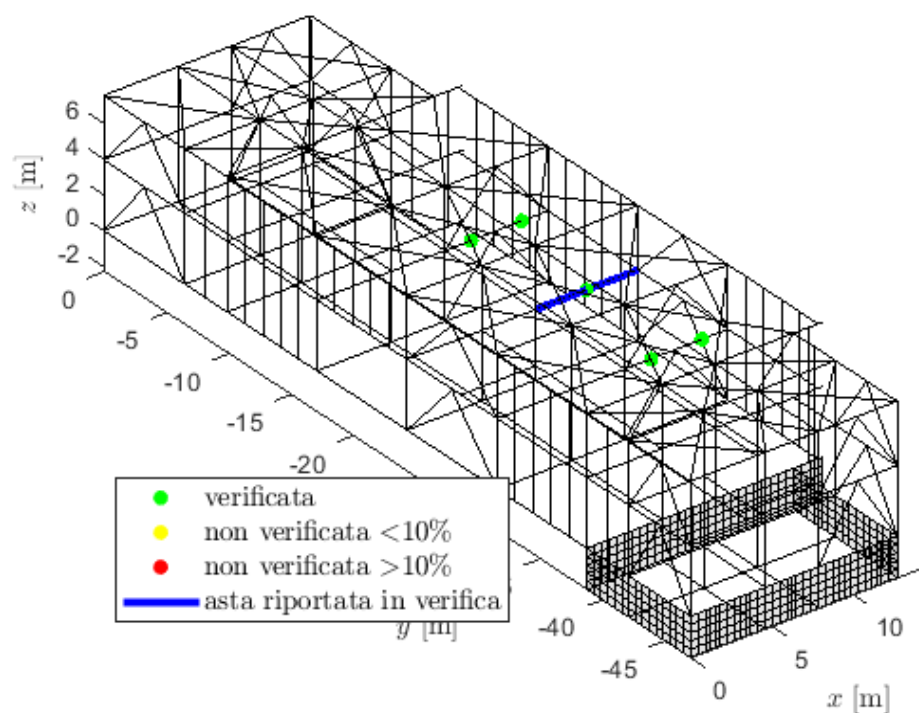 6
4
2
0
-2
z [m]
0
-5
-10
-15
-20
-40
-45
y [m]
0
5
10
x [m]
verificata
non verificata <10%
non verificata >10%
asta riportata in verifica